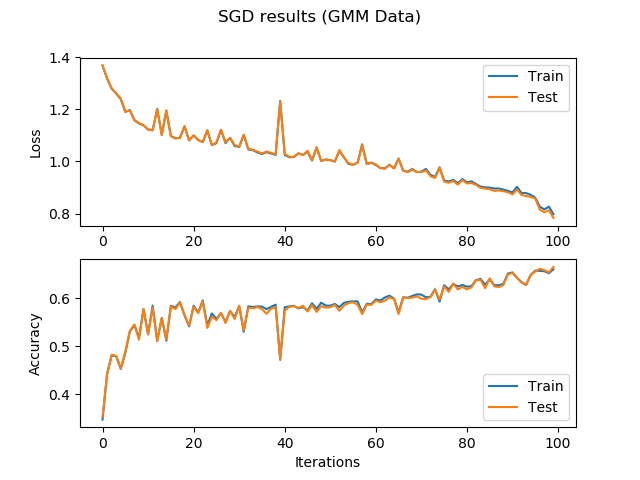 SGD results (GMM Data)
1.4
1.2
1.0
0.8
Loss
Train
Test
0 20 40 60 80 100
0.6
0.5
0.4
Accuracy
Train
Test
0 20 40 60 80 100
Iterations